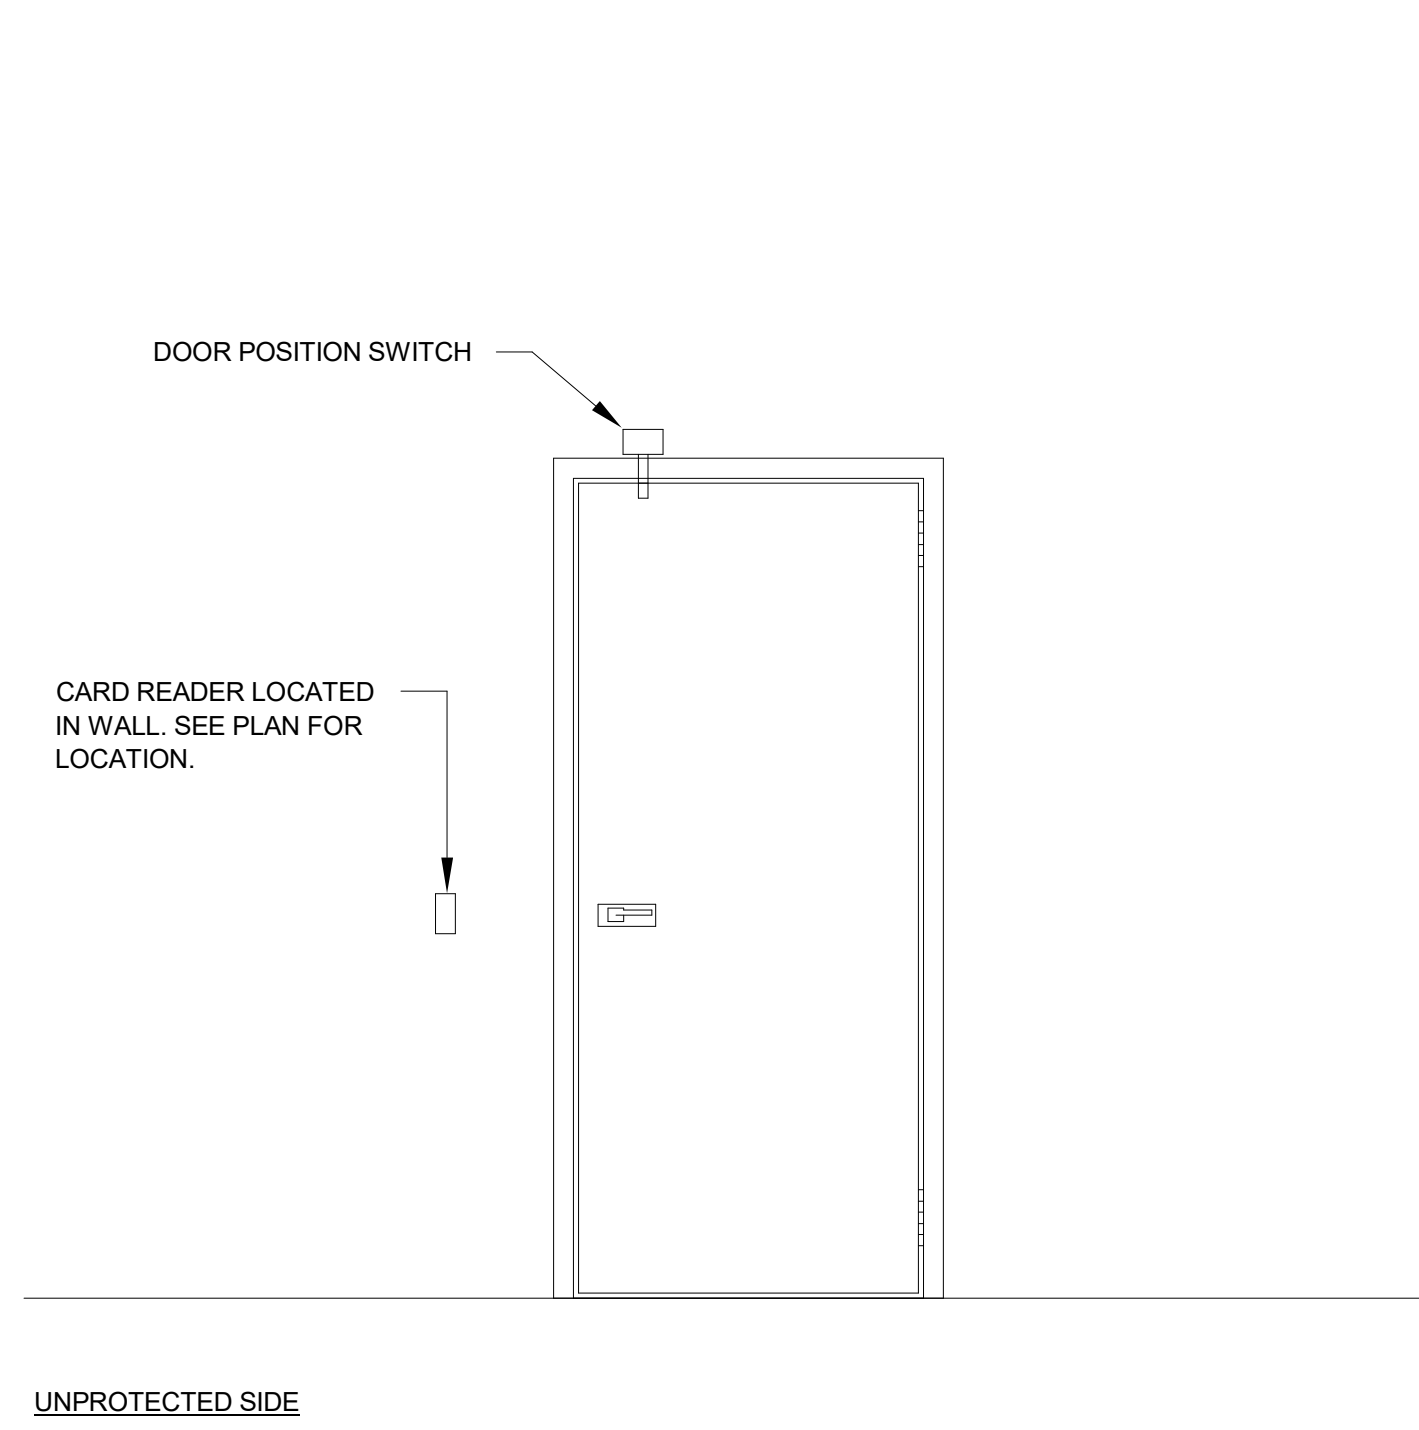 DOOR POSITION SWITCH
CARD READER LOCATED
IN WALL. SEE PLAN FOR
LOCATION.
UNPROTECTED SIDE